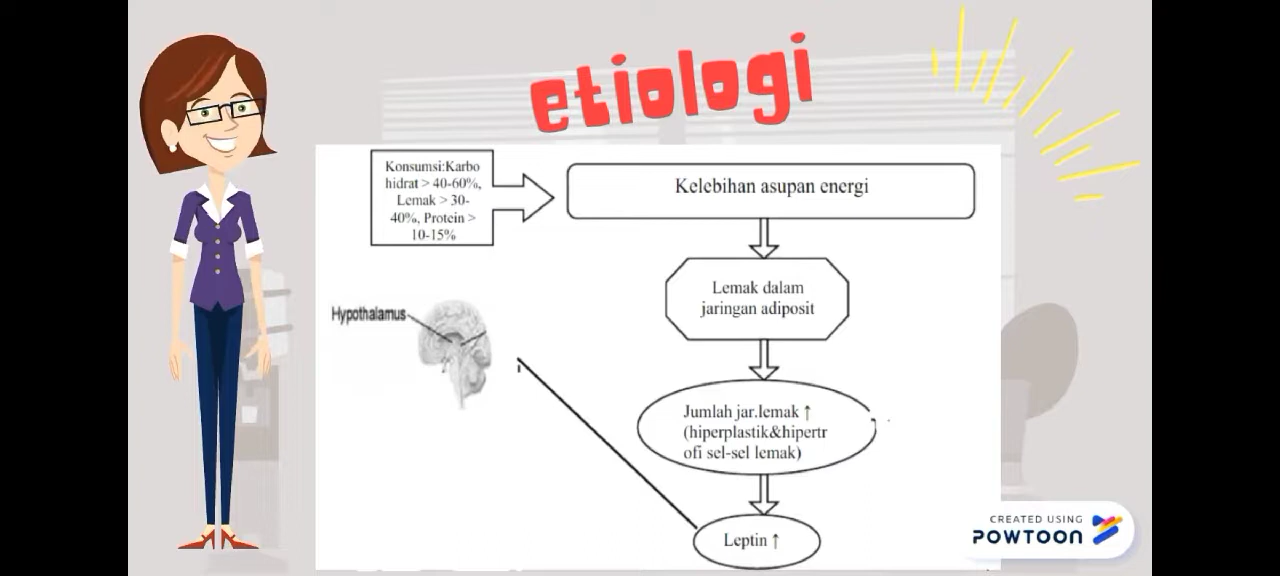 etiologi
Konsumsi:Karbo
hidrat > 40-60%,
Lemak > 30-
40%, Protein >
10-15%
Kelebihan asupan energi
Lemak dalam
jaringan adiposit
Hypothalamus
Jumlah jar.lemak ↑
(hiperplastik&hipertr
ofi sel-sel lemak)
Leptin ↑
CREATED USING
POWTOON